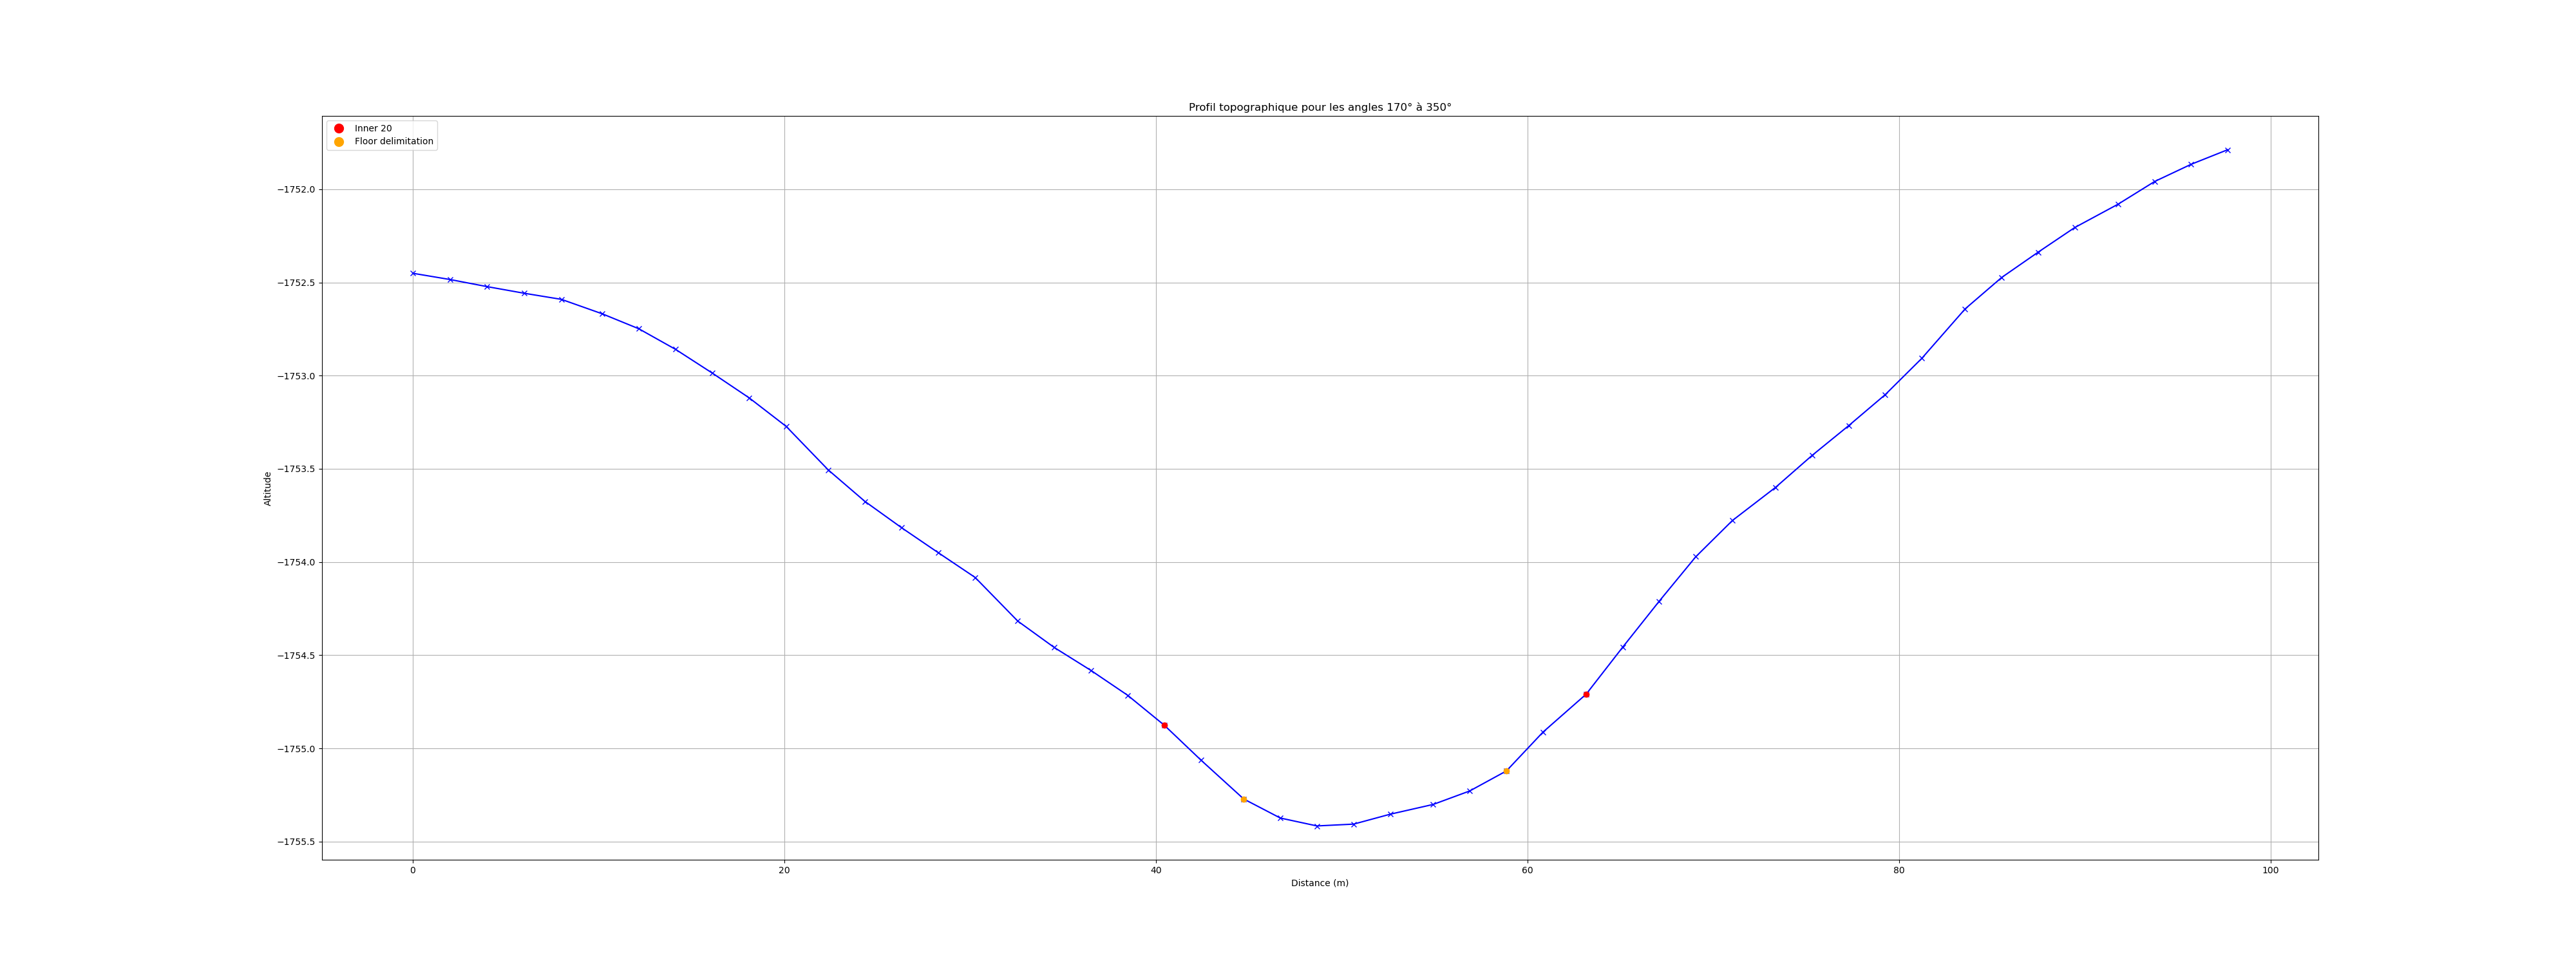 Profil topographique pour les angles 170° à 350°
Inner 20
Floor delimitation
−1752.0
−1752.5
−1753.0
−1753.5
−1754.0
−1754.5
−1755.0
−1755.5
Altitude
0 20 40 60 80 100
Distance (m)